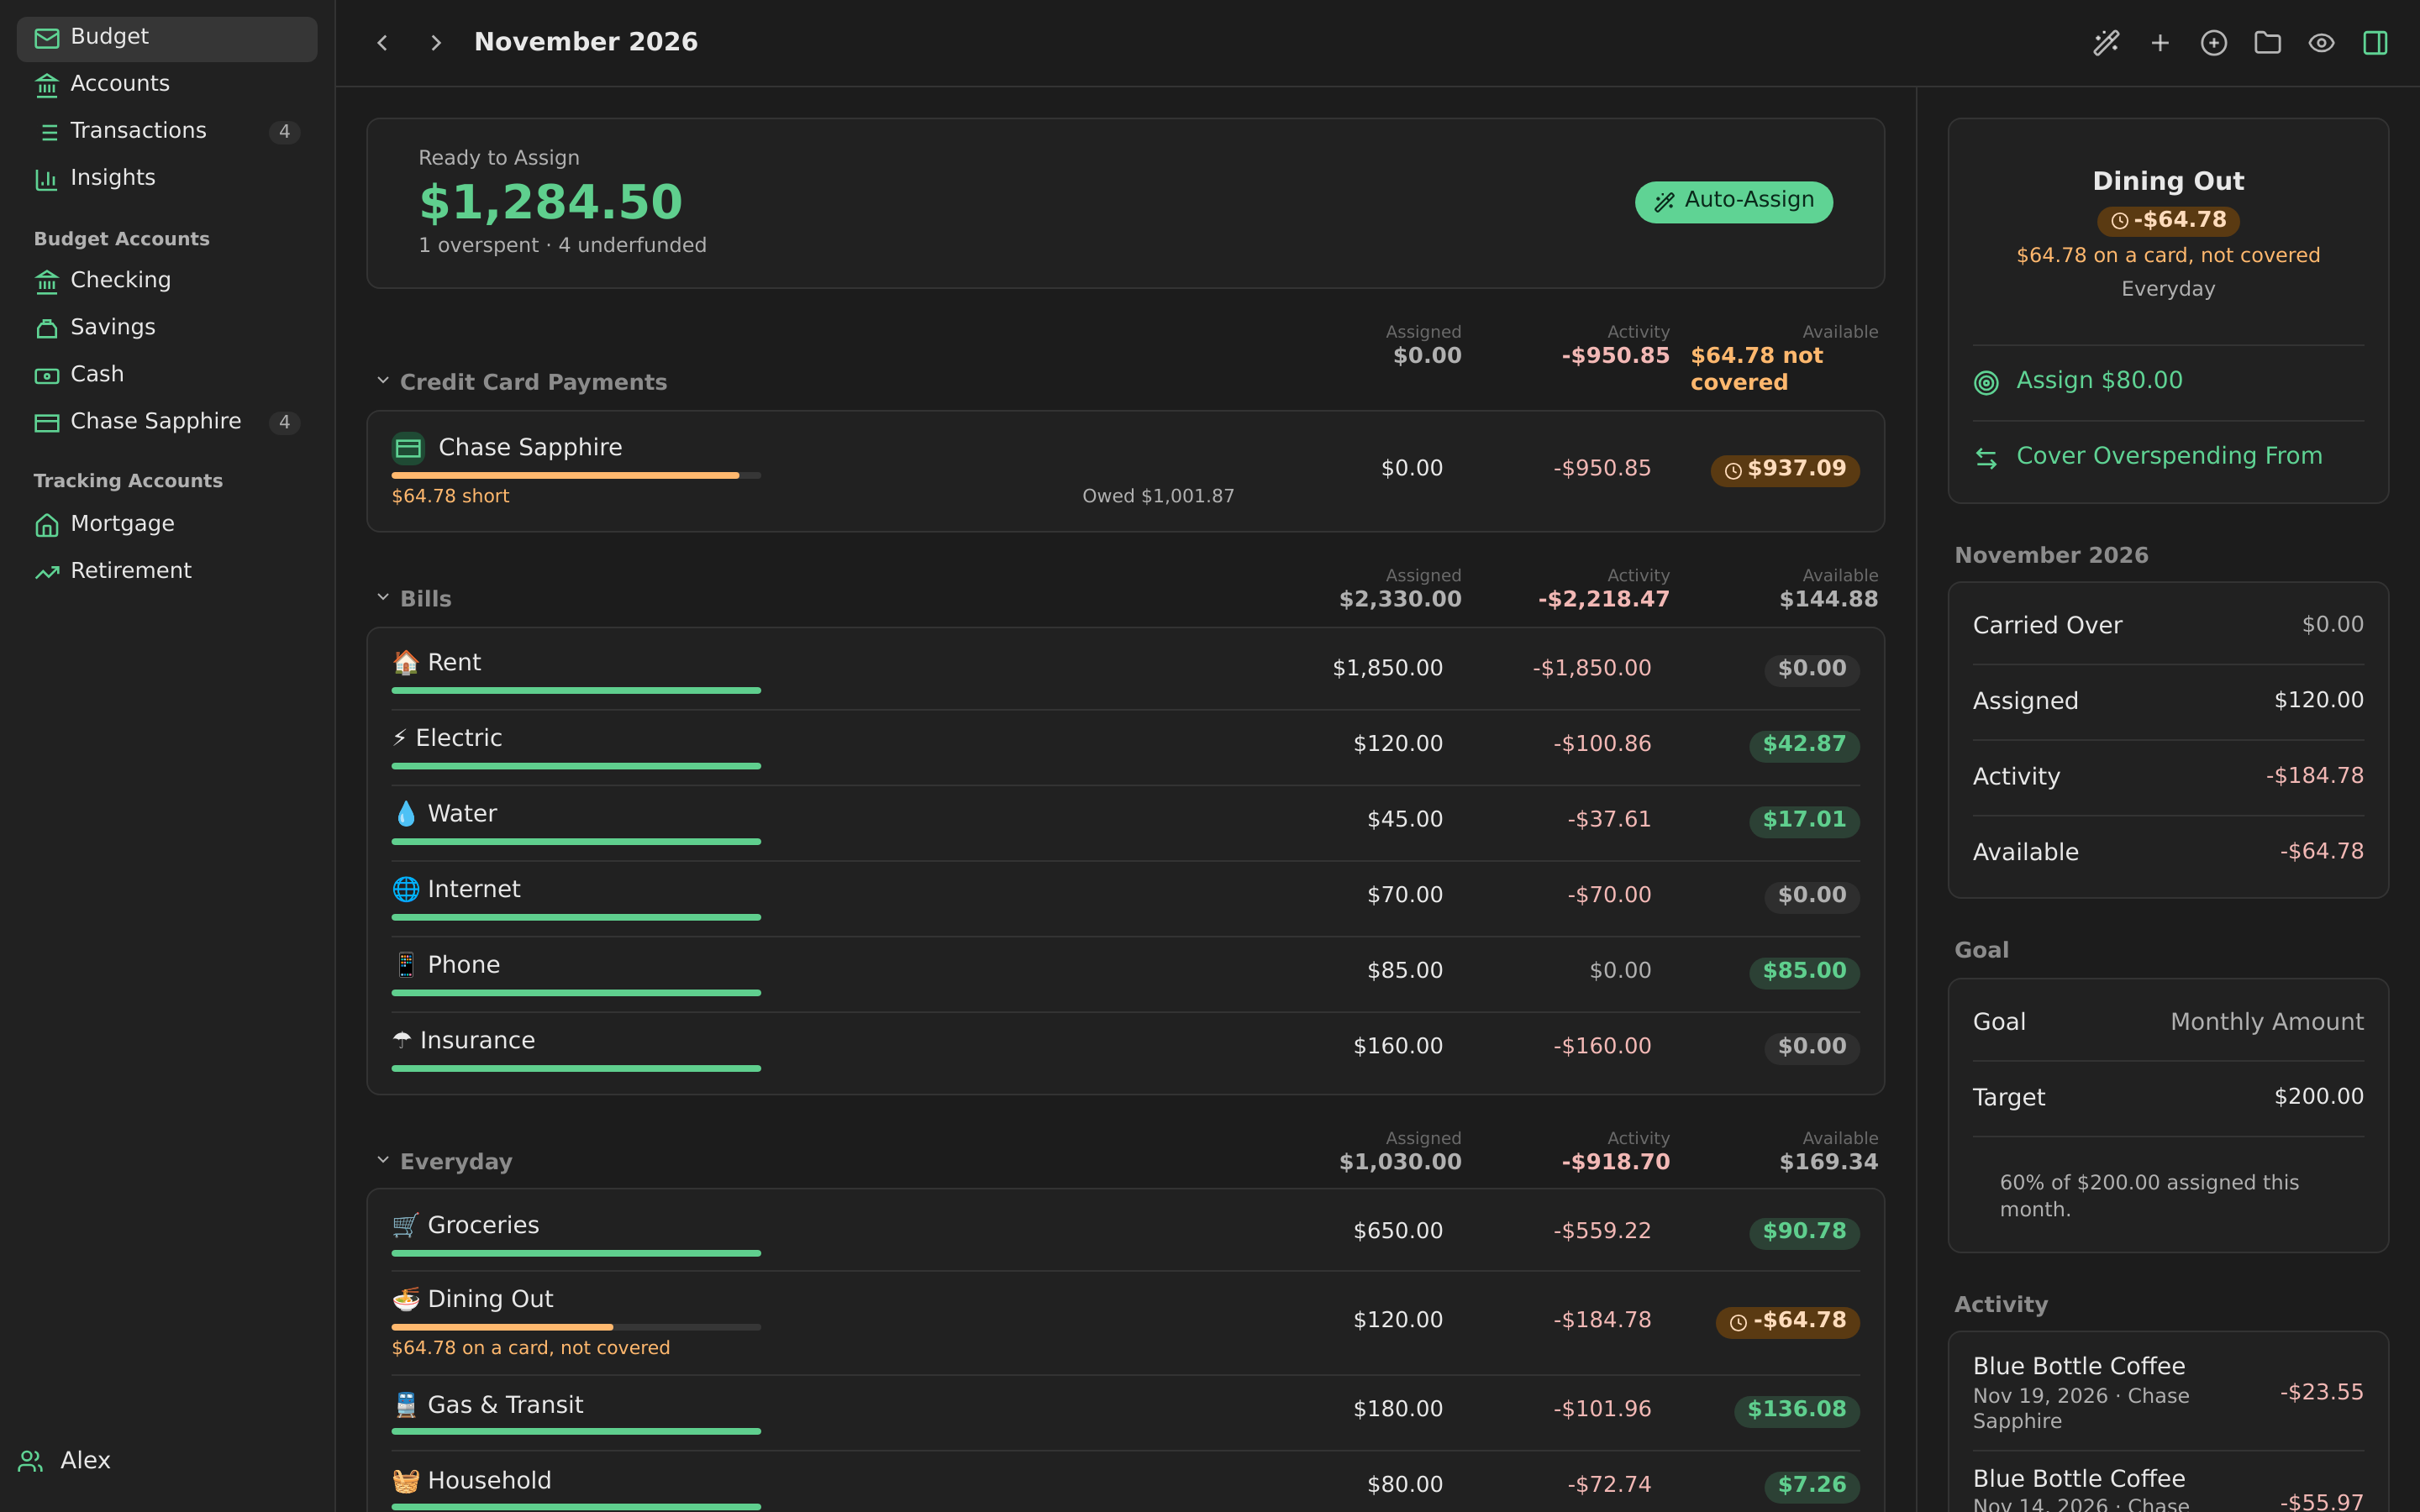 Budget
Accounts
Transactions 4
Insights
Budget Accounts
Checking
Savings
Cash
Chase Sapphire 4
Tracking Accounts
Mortgage
Retirement
Alex
November 2026
Ready to Assign
$1,284.50
1 overspent · 4 underfunded
Auto-Assign
Assigned Activity Available
Credit Card Payments $0.00 -$950.85 $64.78 not
covered
Chase Sapphire $0.00 -$950.85 $937.09
$64.78 short Owed $1,001.87
Assigned Activity Available
Bills $2,330.00 -$2,218.47 $144.88
Rent $1,850.00 -$1,850.00 $0.00
Electric $120.00 -$100.86 $42.87
Water $45.00 -$37.61 $17.01
Internet $70.00 -$70.00 $0.00
Phone $85.00 $0.00 $85.00
Insurance $160.00 -$160.00 $0.00
Assigned Activity Available
Everyday $1,030.00 -$918.70 $169.34
Groceries $650.00 -$559.22 $90.78
Dining Out $120.00 -$184.78 -$64.78
$64.78 on a card, not covered
Gas & Transit $180.00 -$101.96 $136.08
Household $80.00 -$72.74 $7.26
Dining Out
-$64.78
$64.78 on a card, not covered
Everyday
Assign $80.00
Cover Overspending From
November 2026
Carried Over $0.00
Assigned $120.00
Activity -$184.78
Available -$64.78
Goal
Goal Monthly Amount
Target $200.00
60% of $200.00 assigned this
month.
Activity
Blue Bottle Coffee -$23.55
Nov 19, 2026 · Chase
Sapphire
Blue Bottle Coffee -$55.97
Nov 14, 2026 · Chase